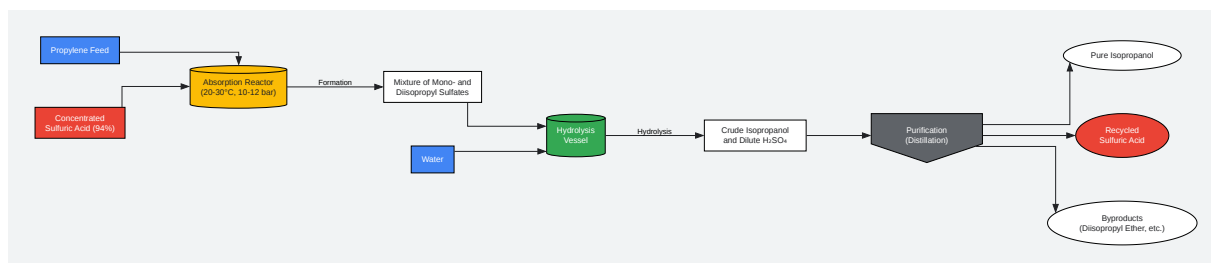 Propylene Feed
Concentrated
Sulfuric Acid (94%)
Absorption Reactor
(20-30°C, 10-12 bar)
Formation
Mixture of Mono- and
Diisopropyl Sulfates
Water
Hydrolysis
Vessel
Hydrolysis
Crude Isopropanol
and Dilute H₂SO₄
Purification
(Distillation)
Pure Isopropanol
Recycled
Sulfuric Acid
Byproducts
(Diisopropyl Ether, etc.)